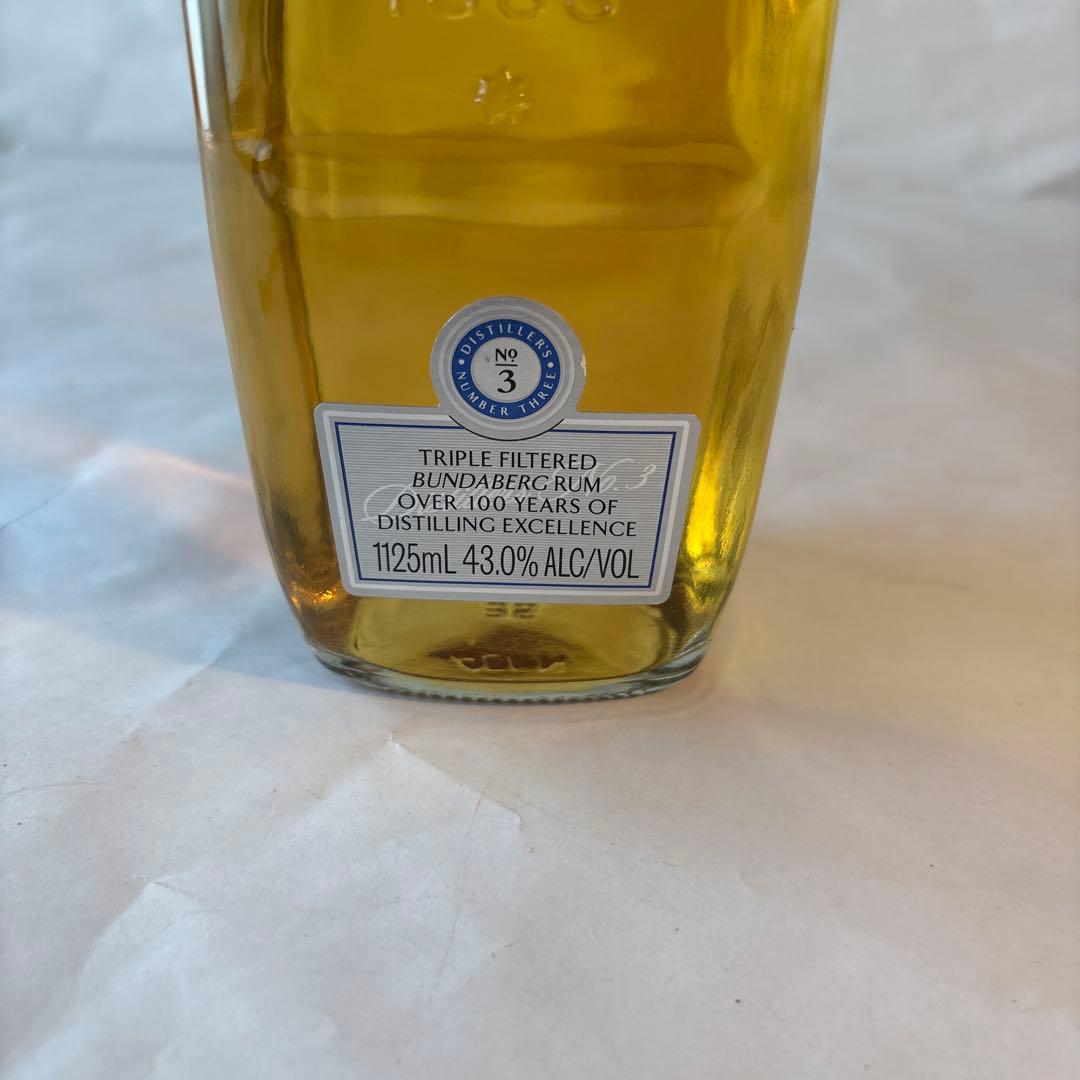 1888
DISTILLER'S
No
3
NUMBER THREE
TRIPLE FILTERED
BUNDABERG RUM
OVER 100 YEARS OF
DISTILLING EXCELLENCE
1125mL 43.0% ALC/VOL